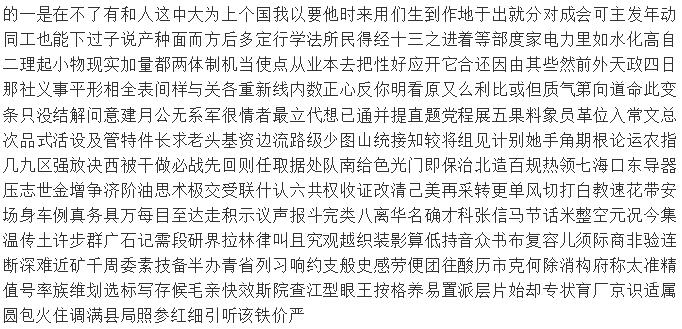 的一是在不了有和人这中大为上个国我以要他时来用们生到作地于出就分对成会可主发年动
同工也能下过子说产种面而方后多定行学法所民得经十三之进着等部度家电力里如水化高自
二理起小物现实加量都两体制机当使点从业本去把性好应开它合还因由其些然前外天政四日
那社义事平形相全表间样与关各重新线内数正心反你明看原又么利比或但质气第向道命此变
条只没结解问意建月公无系军很情者最立代想已通并提直题党程展五果料象员革位入常文总
次品式活设及管特件长求老头基资边流路级少图山统接知较将组见计别她手角期根论运农指
几九区强放决西被干做必战先回则任取据处队南给色光门即保治北造百规热领七海口东导器
压志世金增争济阶油思术极交受联什认六共权收证改清己美再采转更单风切打白教速花带安
场身车例真务具万每目至达走积示议声报斗完类八离华名确才科张信马节话米整空元况今集
温传土许步群广石记需段研界拉林律叫且究观越织装影算低持音众书布复容儿须际商非验连
断深难近矿千周委素技备半办青省列习响约支般史感劳便团往酸历市克何除消构府称太准精
值号率族维划选标写存候毛亲快效斯院查江型眼王按格养易置派层片始却专状育厂京识适属
圆包火住调满县局照参红细引听该铁价严